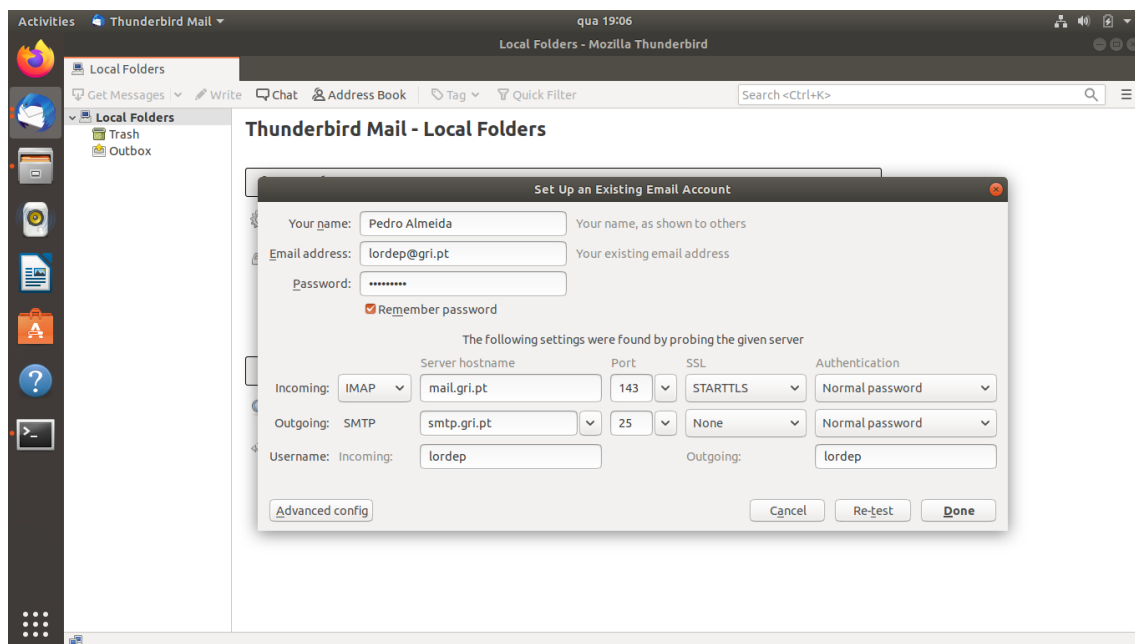 Activities Thunderbird Mail qua 19:06
Local Folders - Mozilla Thunderbird
Local Folders
Get Messages Write Chat Address Book Tag Quick Filter Search <Ctrl+K>
Local Folders
Trash
Outbox
Thunderbird Mail - Local Folders
Set Up an Existing Email Account
Your name: Pedro Almeida Your name, as shown to others
Email address: lordep@gri.pt Your existing email address
Password: •••••••••
Remember password
The following settings were found by probing the given server
Server hostname Port SSL Authentication
Incoming: IMAP mail.gri.pt 143 STARTTLS Normal password
Outgoing: SMTP smtp.gri.pt 25 None Normal password
Username: Incoming: lordep Outgoing: lordep
Advanced config Cancel Re-test Done